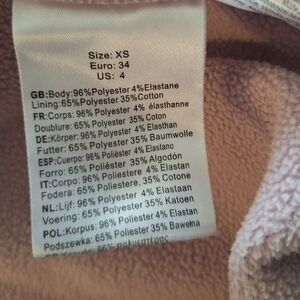 Size: XS
Euro: 34
US: 4
GB:Body:96%Polyester 4%Elastane
Lining:65%Polyester 35%Cotton
FR:Corps: 96% Polyester 4% élasthanne
Doublure: 65% Polyester 35% Coton
DE:Körper: 96% Polyester 4% Elasthan
Futter: 65% Polyester 35% Baumwolle
ESP:Cuerpo: 96% Poliéster 4% Elastano
Forro: 65% Poliéster 35% Algodón
IT:Corpo: 96% Poliestere 4% Elastan
Fodera: 65% Poliestere, 35% Cotone
NL:Lijf: 96% Polyester 4% Elastaan
Voering: 65% Polyester 35% Katoen
POL:Korpus: 96% Poliester 4% Elastan
Podszewka: 65% Poliester 35% Bawełna